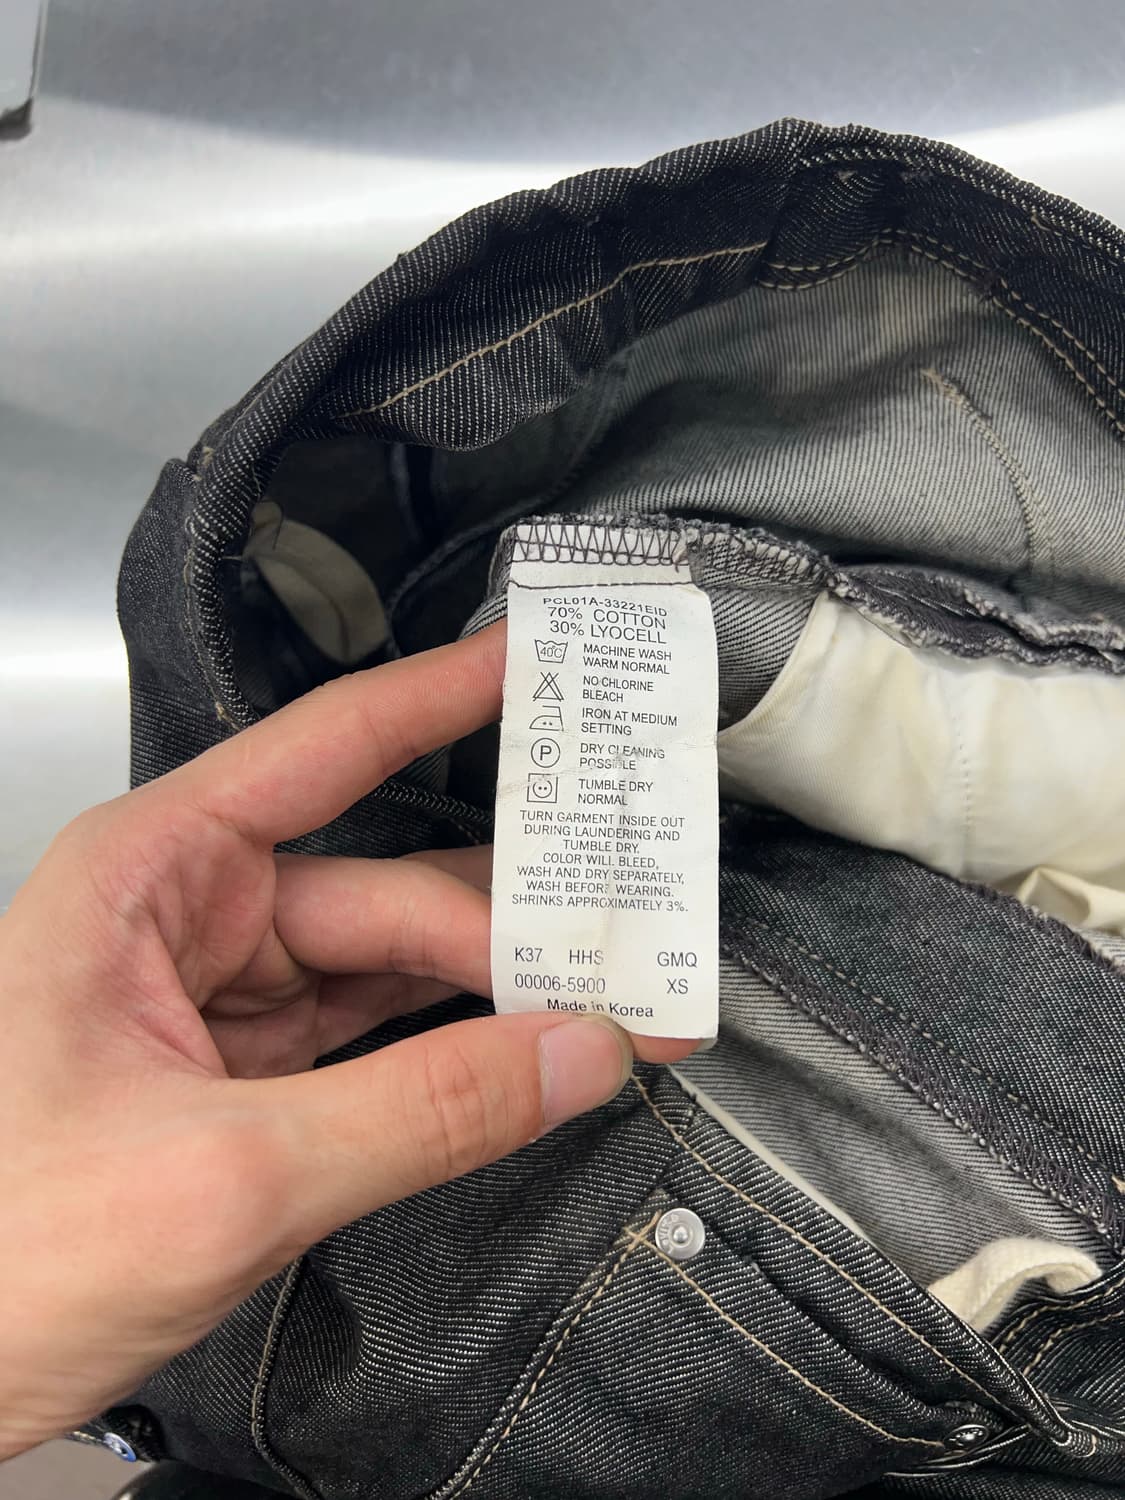 PCL01A-33221EID
70% COTTON
30% LYOCELL
40°C MACHINE WASH
WARM NORMAL
NO CHLORINE
BLEACH
IRON AT MEDIUM
SETTING
P DRY CLEANING
POSSIBLE
TUMBLE DRY
NORMAL
TURN GARMENT INSIDE OUT
DURING LAUNDERING AND
TUMBLE DRY.
COLOR WILL BLEED,
WASH AND DRY SEPARATELY,
WASH BEFORE WEARING.
SHRINKS APPROXIMATELY 3%.
K37 HHS GMQ
00006-5900 XS
Made in Korea